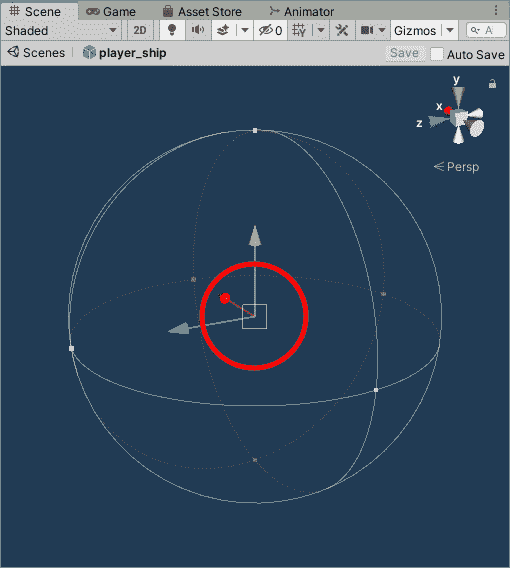 Scene Game Asset Store Animator
Shaded 2D 0 Gizmos A
Scenes player_ship Save Auto Save
y
x
z
Persp